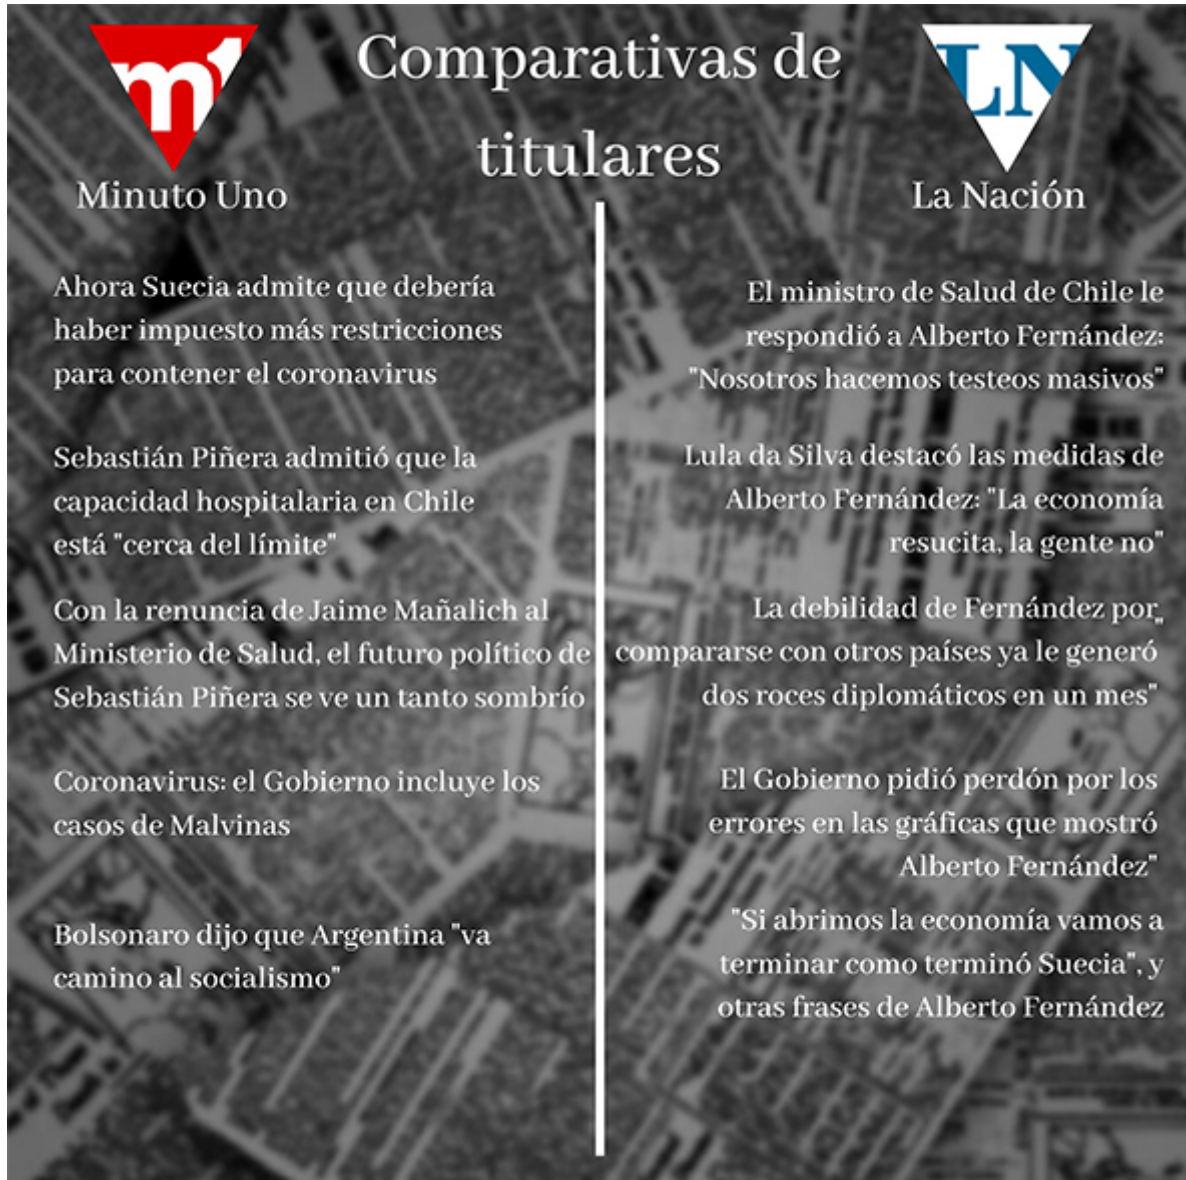 m1
Comparativas de
titulares
LN
Minuto Uno
La Nación
Ahora Suecia admite que debería
haber impuesto más restricciones
para contener el coronavirus
Sebastián Piñera admitió que la
capacidad hospitalaria en Chile
está "cerca del límite"
Con la renuncia de Jaime Mañalich al
Ministerio de Salud, el futuro político de
Sebastián Piñera se ve un tanto sombrío
Coronavirus: el Gobierno incluye los
casos de Malvinas
Bolsonaro dijo que Argentina "va
camino al socialismo"
El ministro de Salud de Chile le
respondió a Alberto Fernández:
"Nosotros hacemos testeos masivos"
Lula da Silva destacó las medidas de
Alberto Fernández: "La economía
resucita, la gente no"
La debilidad de Fernández por„
compararse con otros países ya le generó
dos roces diplomáticos en un mes"
El Gobierno pidió perdón por los
errores en las gráficas que mostró
Alberto Fernández"
"Si abrimos la economía vamos a
terminar como terminó Suecia", y
otras frases de Alberto Fernández